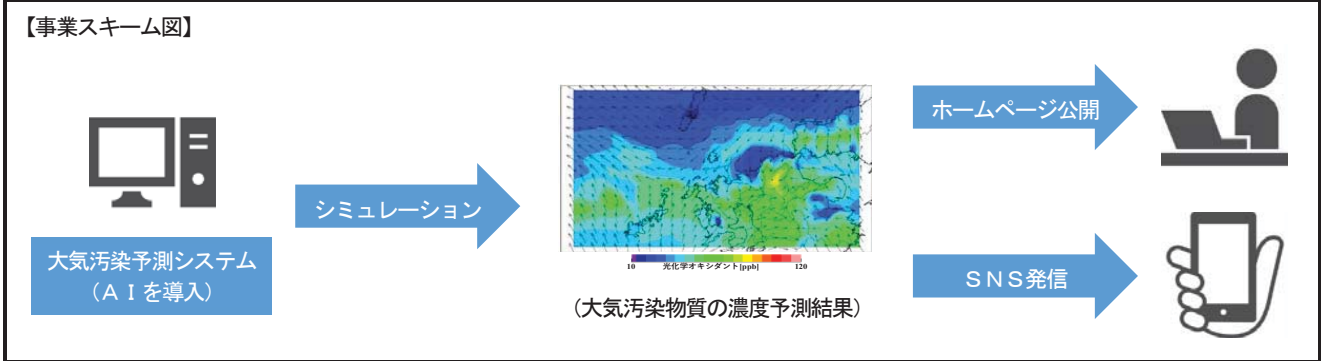 【事業スキーム図】
大気汚染予測システム
(ＡＩを導入)
シミュレーション
10 光化学オキシダント[ppb] 120
(大気汚染物質の濃度予測結果)
ホームページ公開
ＳＮＳ発信